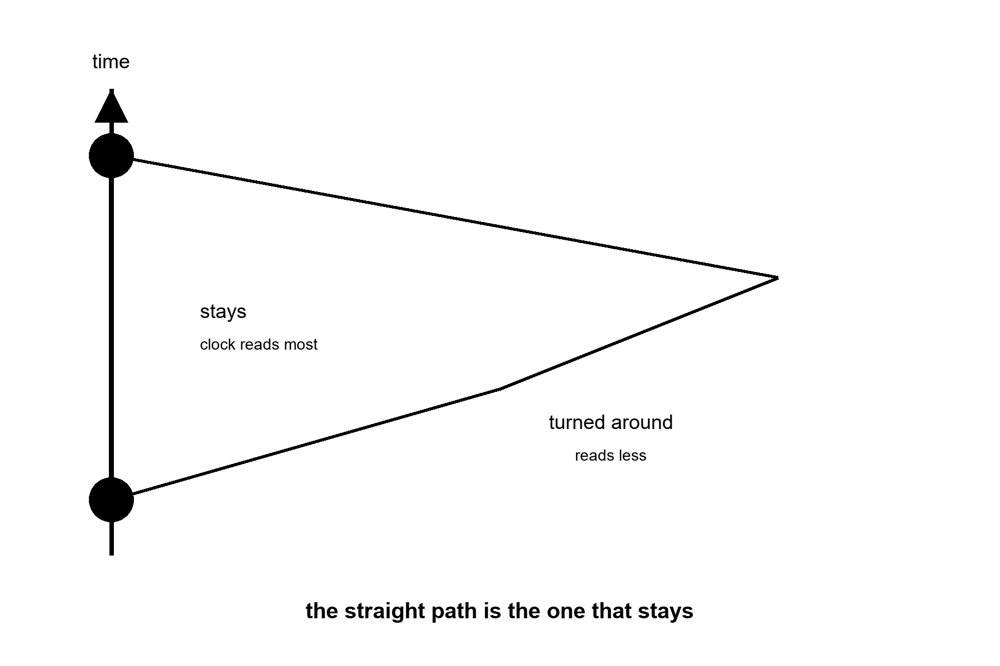 time
stays
clock reads most
turned around
reads less
the straight path is the one that stays